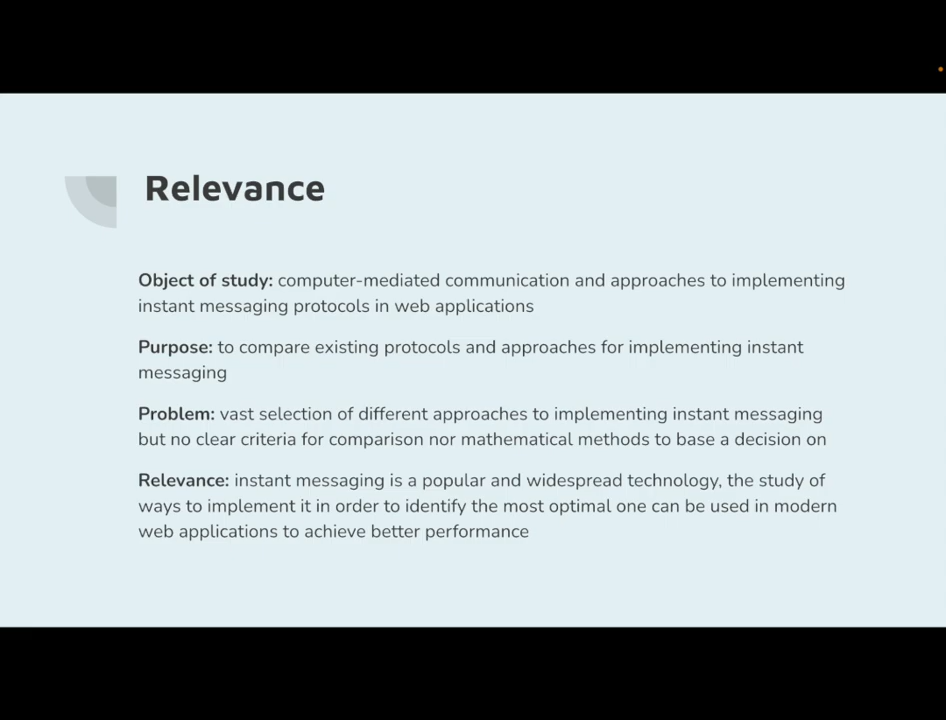 Relevance
Object of study: computer-mediated communication and approaches to implementing
instant messaging protocols in web applications
Purpose: to compare existing protocols and approaches for implementing instant
messaging
Problem: vast selection of different approaches to implementing instant messaging
but no clear criteria for comparison nor mathematical methods to base a decision on
Relevance: instant messaging is a popular and widespread technology, the study of
ways to implement it in order to identify the most optimal one can be used in modern
web applications to achieve better performance